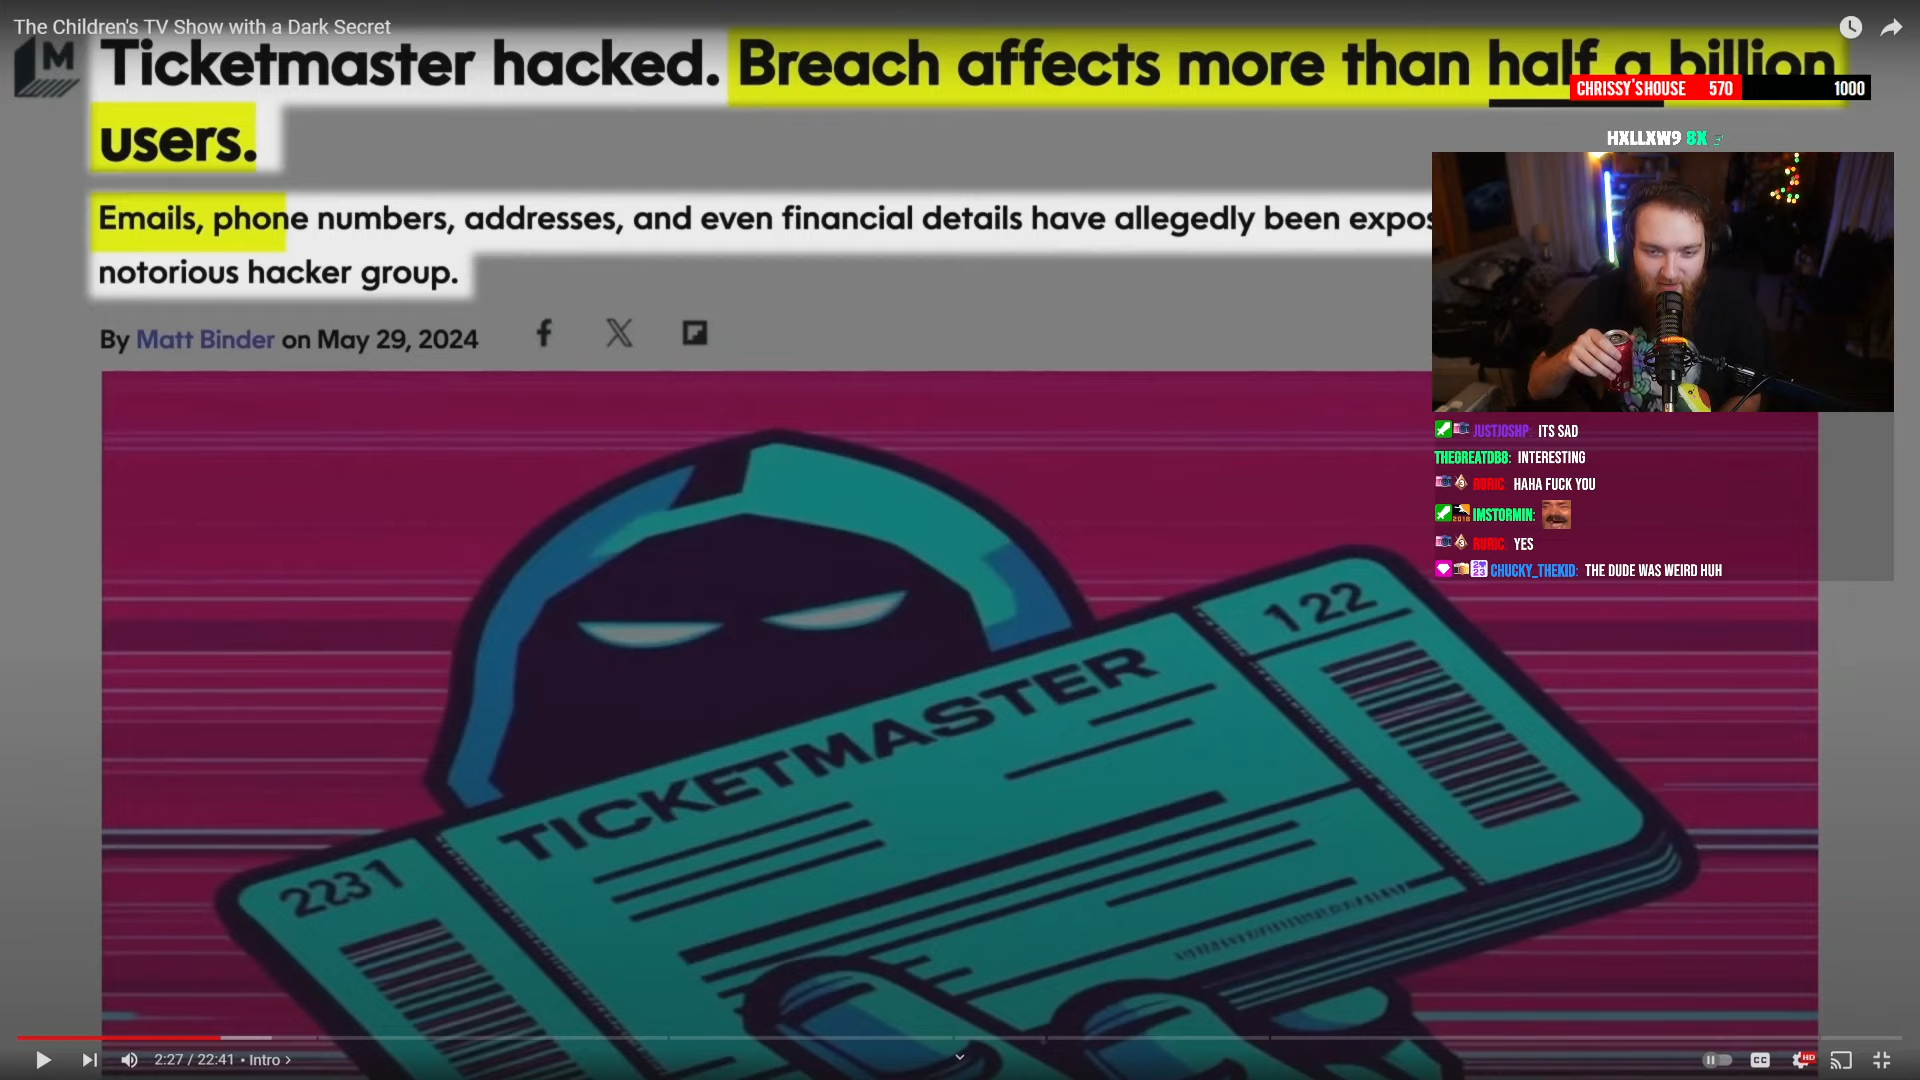 The Children's TV Show with a Dark Secret
M
Ticketmaster hacked. Breach affects more than half a billion
users.
Emails, phone numbers, addresses, and even financial details have allegedly been expos
notorious hacker group.
By Matt Binder on May 29, 2024
CHRISSY'S HOUSE 570 1000
HXLLXW9 8X
JUSTJOSHP: ITS SAD
THEGREATDB8: INTERESTING
HAHA FUCK YOU
2018 IMSTORMIN:
YES
CHUCKY_THEKID: THE DUDE WAS WEIRD HUH
122
TICKETMASTER
2231
2:27 / 22:41 • Intro >
CC
HD